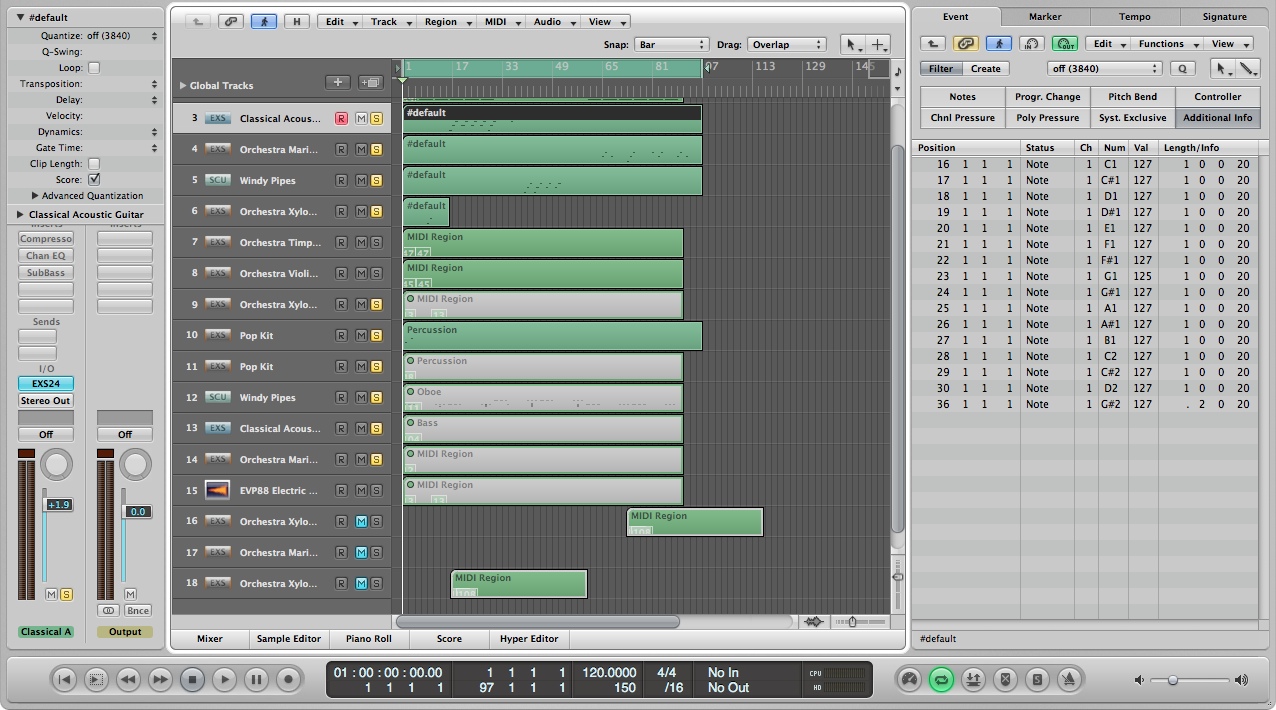 #default
Quantize: off (3840)
Q-Swing:
Loop:
Transposition:
Delay:
Velocity:
Dynamics:
Gate Time:
Clip Length:
Score:
Advanced Quantization
Classical Acoustic Guitar
Inserts Inserts
Compresso
Chan EQ
SubBass
Sends
I/O
EXS24
Stereo Out
Off Off
+1.9 0.0
M S M
Bnce
Classical A Output
H Edit Track Region MIDI Audio View
Snap: Bar Drag: Overlap
Global Tracks
1 17 33 49 65 81 97 113 129 145
3 EXS Classical Acous... R M S #default
4 EXS Orchestra Mari... R M S #default
5 SCU Windy Pipes R M S #default
6 EXS Orchestra Xylo... R M S #default
7 EXS Orchestra Timp... R M S MIDI Region
8 EXS Orchestra Violi... R M S MIDI Region
9 EXS Orchestra Xylo... R M S MIDI Region
10 EXS Pop Kit R M S Percussion
11 EXS Pop Kit R M S Percussion
12 SCU Windy Pipes R M S Oboe
13 EXS Classical Acous... R M S Bass
14 EXS Orchestra Mari... R M S MIDI Region
15 EVP88 Electric ... R M S MIDI Region
16 EXS Orchestra Xylo... R M S MIDI Region
17 EXS Orchestra Mari... R M S
18 EXS Orchestra Xylo... R M S MIDI Region
Mixer Sample Editor Piano Roll Score Hyper Editor
Event Marker Tempo Signature
IN OUT Edit Functions View
Filter Create off (3840) Q
Notes Progr. Change Pitch Bend Controller
Chnl Pressure Poly Pressure Syst. Exclusive Additional Info
Position Status Ch Num Val Length/Info
16 1 1 1 Note 1 C1 127 1 0 0 20
17 1 1 1 Note 1 C#1 127 1 0 0 20
18 1 1 1 Note 1 D1 127 1 0 0 20
19 1 1 1 Note 1 D#1 127 1 0 0 20
20 1 1 1 Note 1 E1 127 1 0 0 20
21 1 1 1 Note 1 F1 127 1 0 0 20
22 1 1 1 Note 1 F#1 127 1 0 0 20
23 1 1 1 Note 1 G1 125 1 0 0 20
24 1 1 1 Note 1 G#1 127 1 0 0 20
25 1 1 1 Note 1 A1 127 1 0 0 20
26 1 1 1 Note 1 A#1 127 1 0 0 20
27 1 1 1 Note 1 B1 127 1 0 0 20
28 1 1 1 Note 1 C2 127 1 0 0 20
29 1 1 1 Note 1 C#2 127 1 0 0 20
30 1 1 1 Note 1 D2 127 1 0 0 20
36 1 1 1 Note 1 G#2 127 . 2 0 20
#default
01 : 00 : 00 : 00.00 1 1 1 1 120.0000 4/4 No In CPU
1 1 1 1 97 1 1 1 150 /16 No Out HD